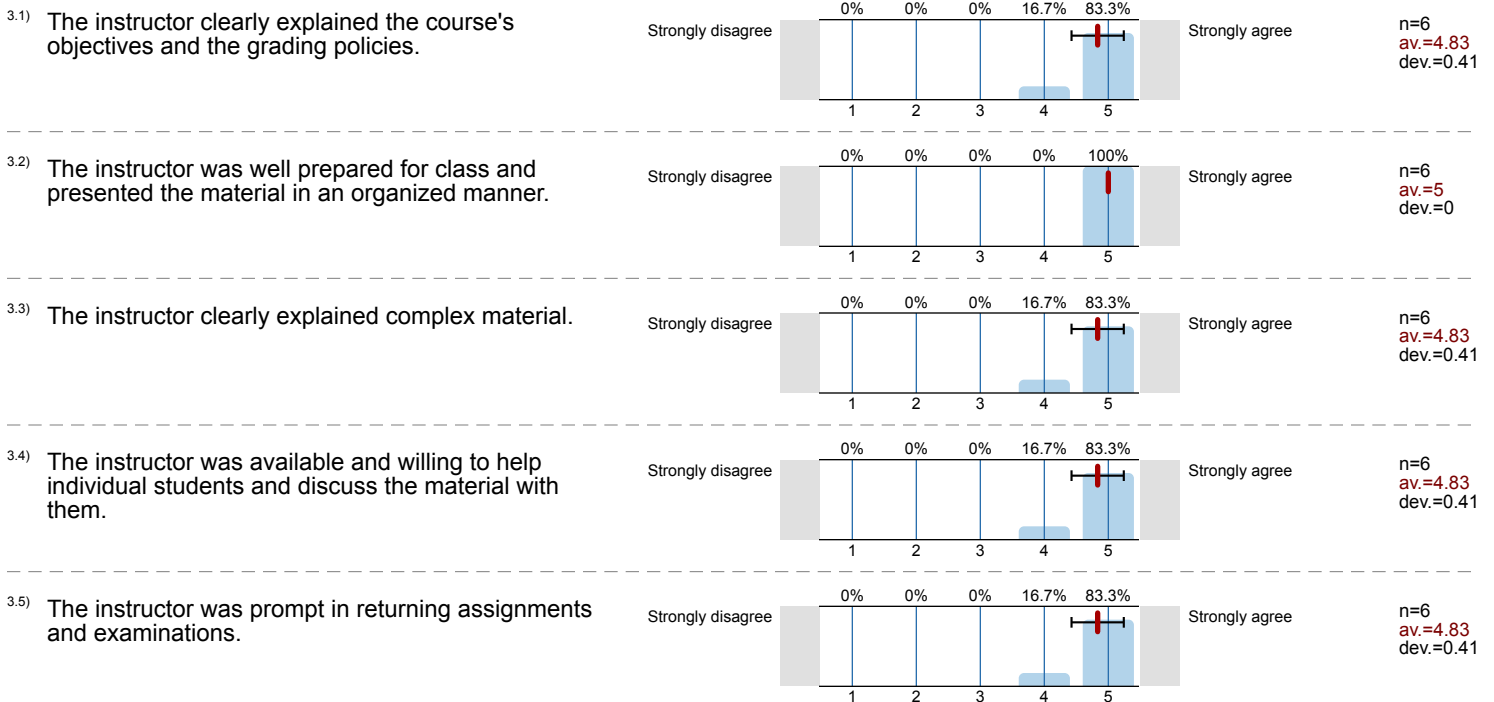 3.1) The instructor clearly explained the course's
objectives and the grading policies.
Strongly disagree
0% 0% 0% 16.7% 83.3%
1 2 3 4 5
Strongly agree
n=6
av.=4.83
dev.=0.41
3.2) The instructor was well prepared for class and
presented the material in an organized manner.
Strongly disagree
0% 0% 0% 0% 100%
1 2 3 4 5
Strongly agree
n=6
av.=5
dev.=0
3.3) The instructor clearly explained complex material.
Strongly disagree
0% 0% 0% 16.7% 83.3%
1 2 3 4 5
Strongly agree
n=6
av.=4.83
dev.=0.41
3.4) The instructor was available and willing to help
individual students and discuss the material with
them.
Strongly disagree
0% 0% 0% 16.7% 83.3%
1 2 3 4 5
Strongly agree
n=6
av.=4.83
dev.=0.41
3.5) The instructor was prompt in returning assignments
and examinations.
Strongly disagree
0% 0% 0% 16.7% 83.3%
1 2 3 4 5
Strongly agree
n=6
av.=4.83
dev.=0.41